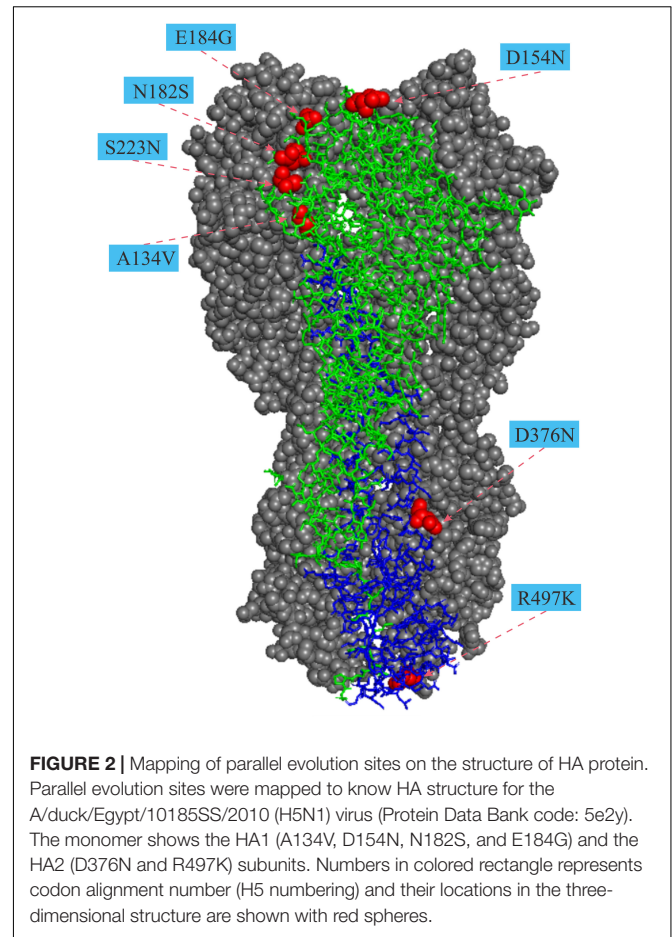 E184G
D154N
N182S
S223N
A134V
D376N
R497K
FIGURE 2 | Mapping of parallel evolution sites on the structure of HA protein.
Parallel evolution sites were mapped to know HA structure for the
A/duck/Egypt/10185SS/2010 (H5N1) virus (Protein Data Bank code: 5e2y).
The monomer shows the HA1 (A134V, D154N, N182S, and E184G) and the
HA2 (D376N and R497K) subunits. Numbers in colored rectangle represents
codon alignment number (H5 numbering) and their locations in the three-
dimensional structure are shown with red spheres.